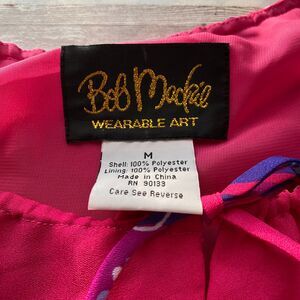 Bob Mackie
WEARABLE ART
M
Shell: 100% Polyester
Lining: 100% Polyester
Made in China
RN 90133
Care See Reverse